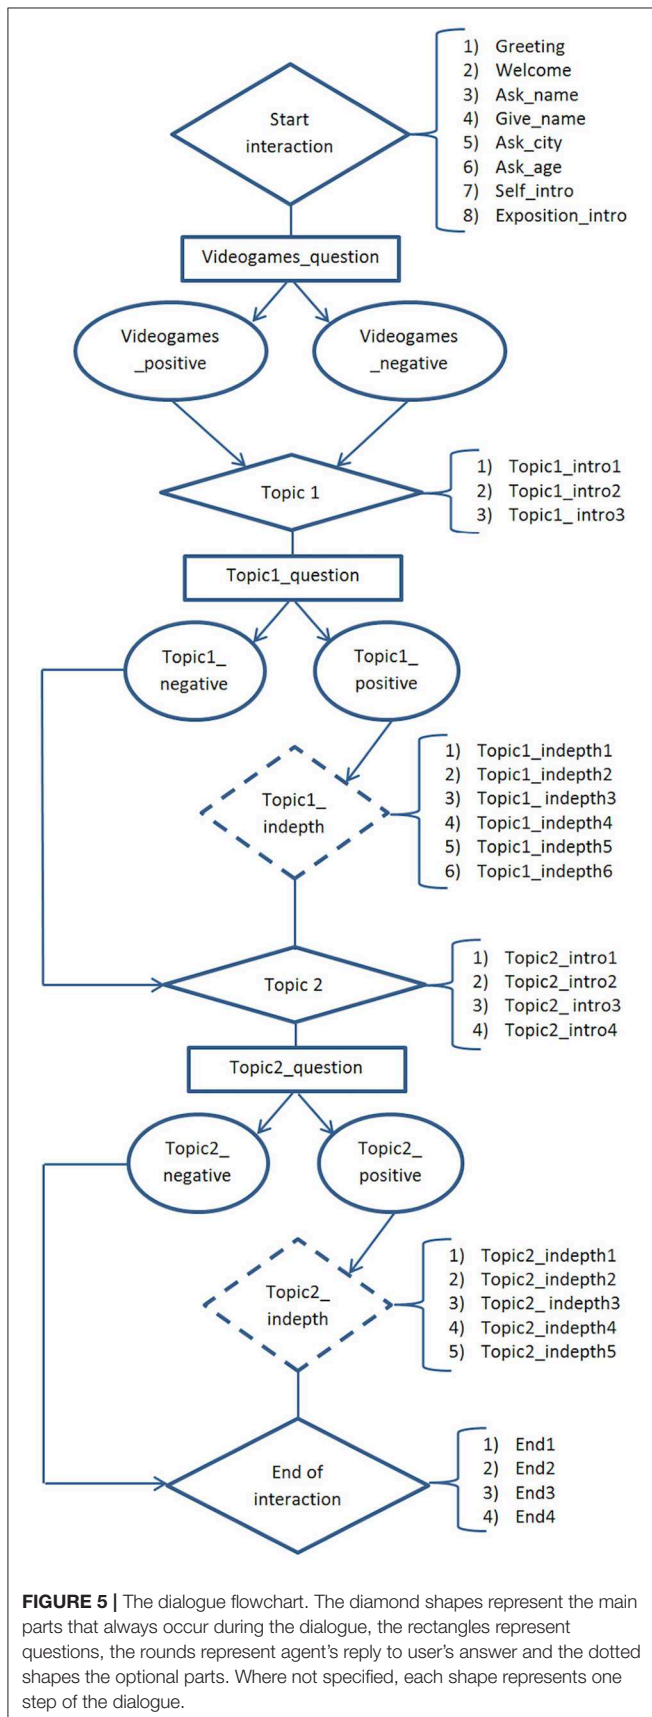 Start
interaction
1) Greeting
2) Welcome
3) Ask_name
4) Give_name
5) Ask_city
6) Ask_age
7) Self_intro
8) Exposition_intro
Videogames_question
Videogames
_positive
Videogames
_negative
Topic 1
1) Topic1_intro1
2) Topic1_intro2
3) Topic1_ intro3
Topic1_question
Topic1_
negative
Topic1_
positive
Topic1_
indepth
1) Topic1_indepth1
2) Topic1_indepth2
3) Topic1_ indepth3
4) Topic1_indepth4
5) Topic1_indepth5
6) Topic1_indepth6
Topic 2
1) Topic2_intro1
2) Topic2_intro2
3) Topic2_ intro3
4) Topic2_intro4
Topic2_question
Topic2_
negative
Topic2_
positive
Topic2_
indepth
1) Topic2_indepth1
2) Topic2_indepth2
3) Topic2_ indepth3
4) Topic2_indepth4
5) Topic2_indepth5
End of
interaction
1) End1
2) End2
3) End3
4) End4
FIGURE 5 | The dialogue flowchart. The diamond shapes represent the main
parts that always occur during the dialogue, the rectangles represent
questions, the rounds represent agent's reply to user's answer and the dotted
shapes the optional parts. Where not specified, each shape represents one
step of the dialogue.